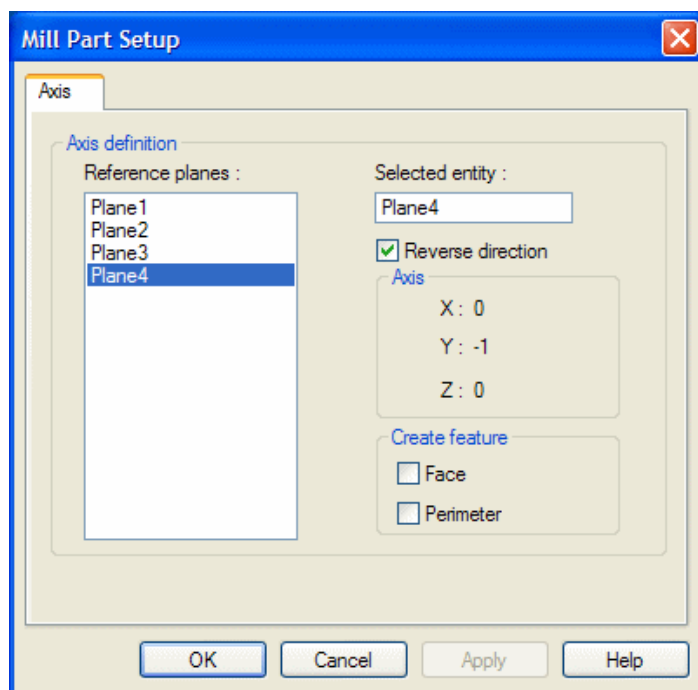 Mill Part Setup
Axis
Axis definition
Reference planes :
Plane1
Plane2
Plane3
Plane4
Selected entity :
Plane4
Reverse direction
Axis
X : 0
Y : -1
Z : 0
Create feature
Face
Perimeter
OK
Cancel
Apply
Help